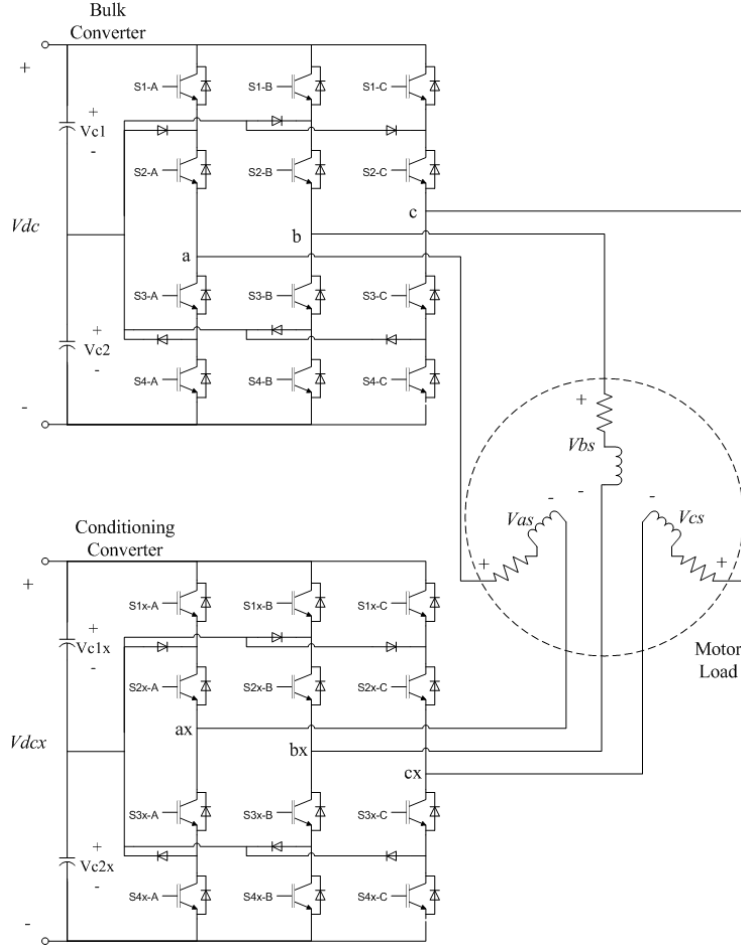 Bulk
Converter
+
S1-A
S1-B
S1-C
+
Vc1
-
S2-A
S2-B
S2-C
c
Vdc
b
a
S3-A
S3-B
S3-C
+
Vc2
-
S4-A
S4-B
S4-C
-
+
Vbs
-
-
-
Vas
Vcs
+
+
Motor
Load
Conditioning
Converter
+
S1x-A
S1x-B
S1x-C
+
Vc1x
-
S2x-A
S2x-B
S2x-C
ax
Vdcx
bx
cx
S3x-A
S3x-B
S3x-C
+
Vc2x
-
S4x-A
S4x-B
S4x-C
-